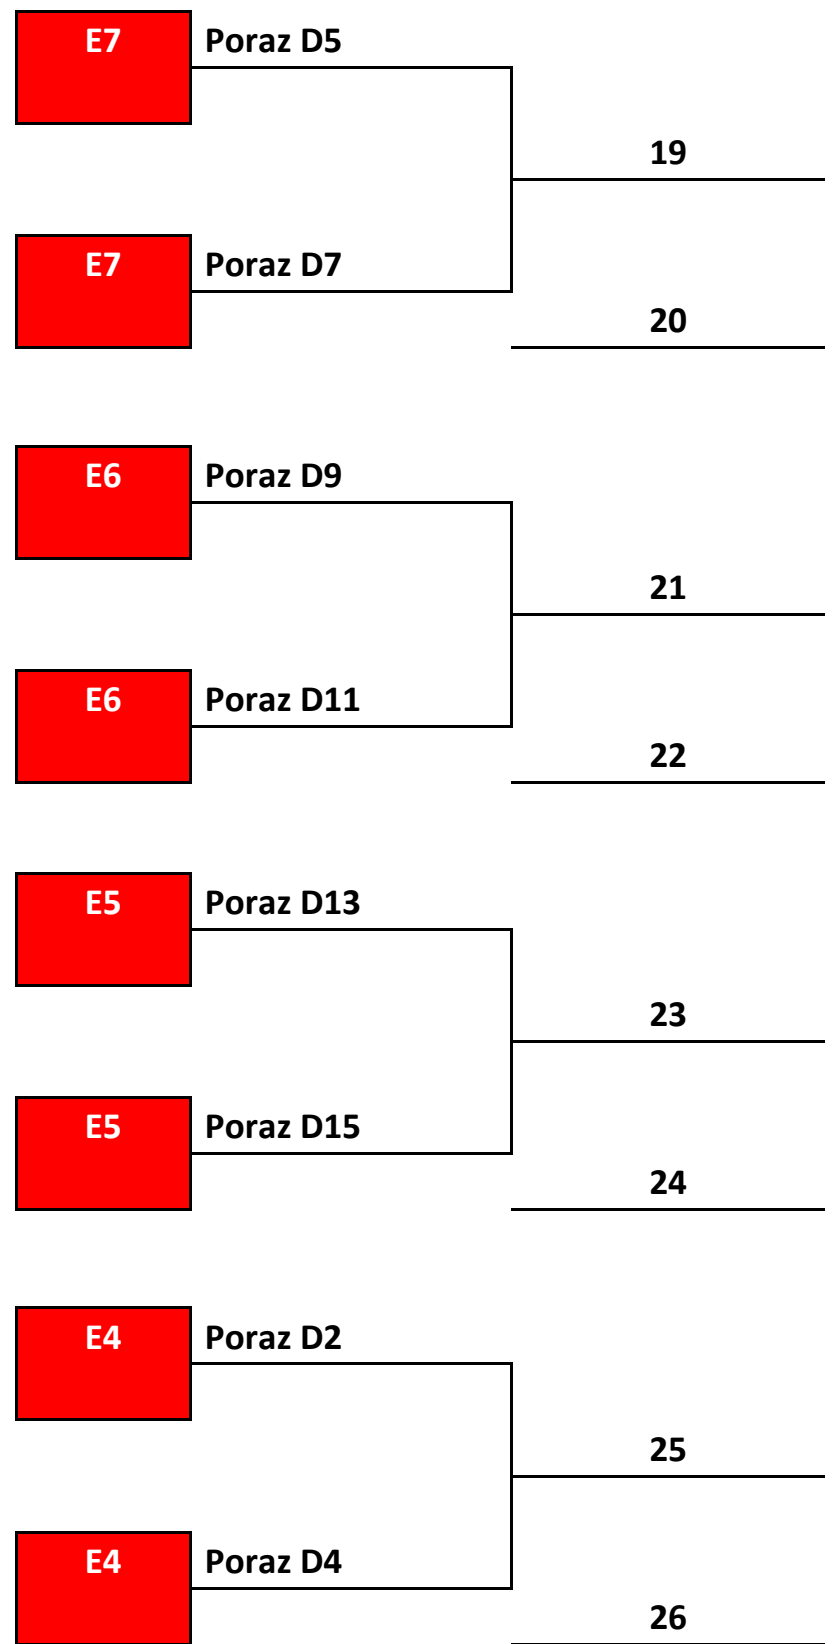 E7 Poraz D5
19
E7 Poraz D7
20
E6 Poraz D9
21
E6 Poraz D11
22
E5 Poraz D13
23
E5 Poraz D15
24
E4 Poraz D2
25
E4 Poraz D4
26